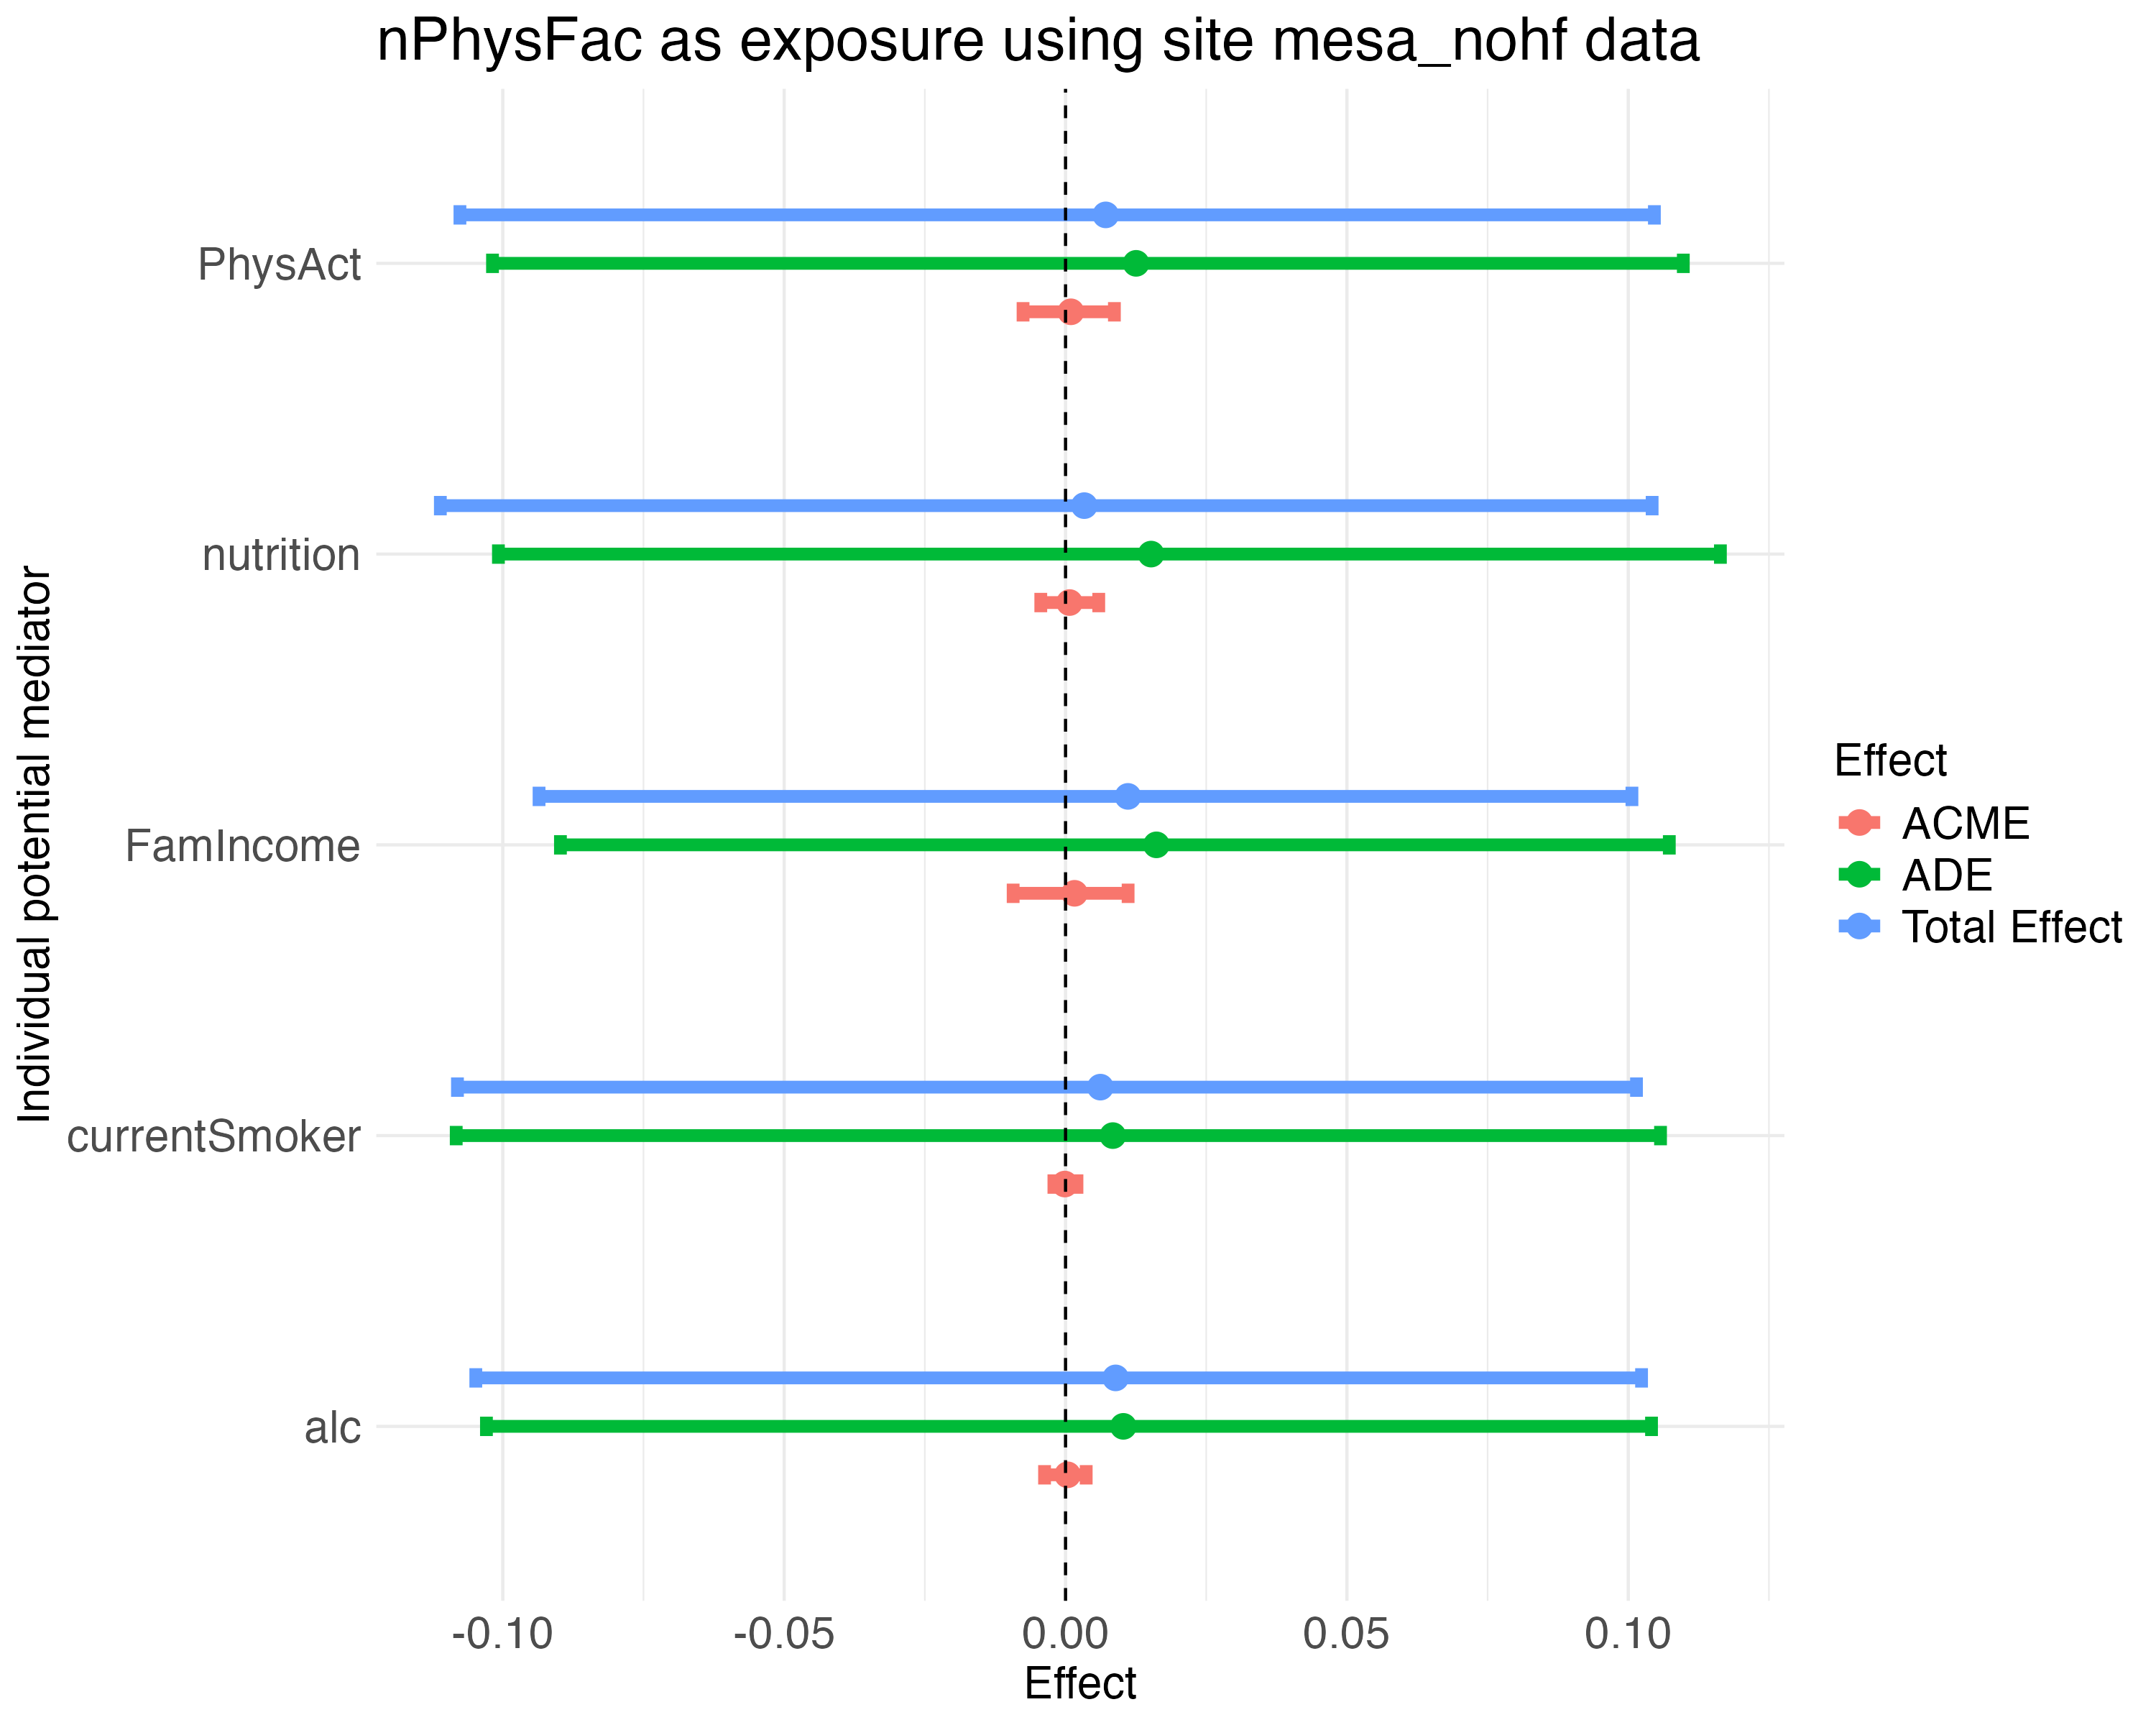 nPhysFac as exposure using site mesa_nohf data
PhysAct
nutrition
FamIncome
currentSmoker
alc
Individual potential mediator
-0.10
-0.05
0.00
0.05
0.10
Effect
Effect
ACME
ADE
Total Effect